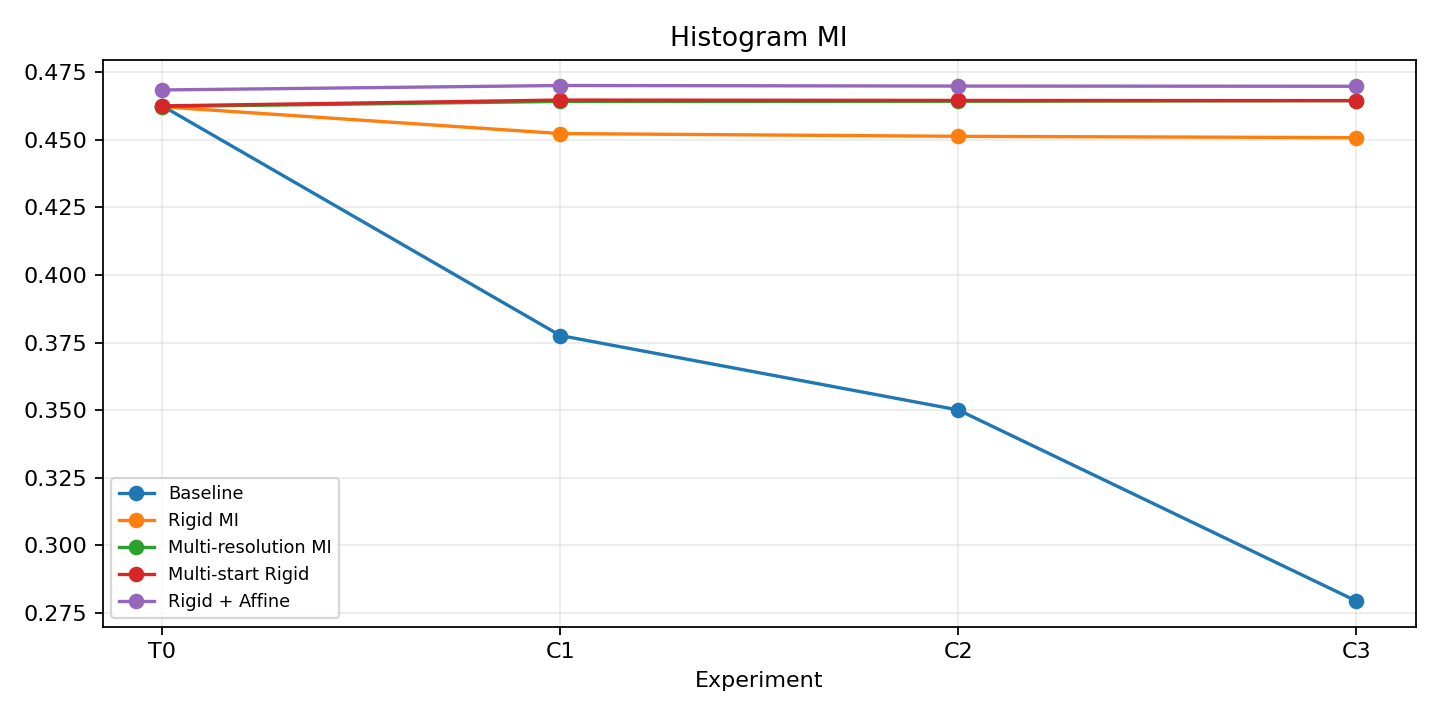 Histogram MI
0.475
0.450
0.425
0.400
0.375
0.350
0.325
0.300
0.275
Baseline
Rigid MI
Multi-resolution MI
Multi-start Rigid
Rigid + Affine
T0 C1 C2 C3
Experiment